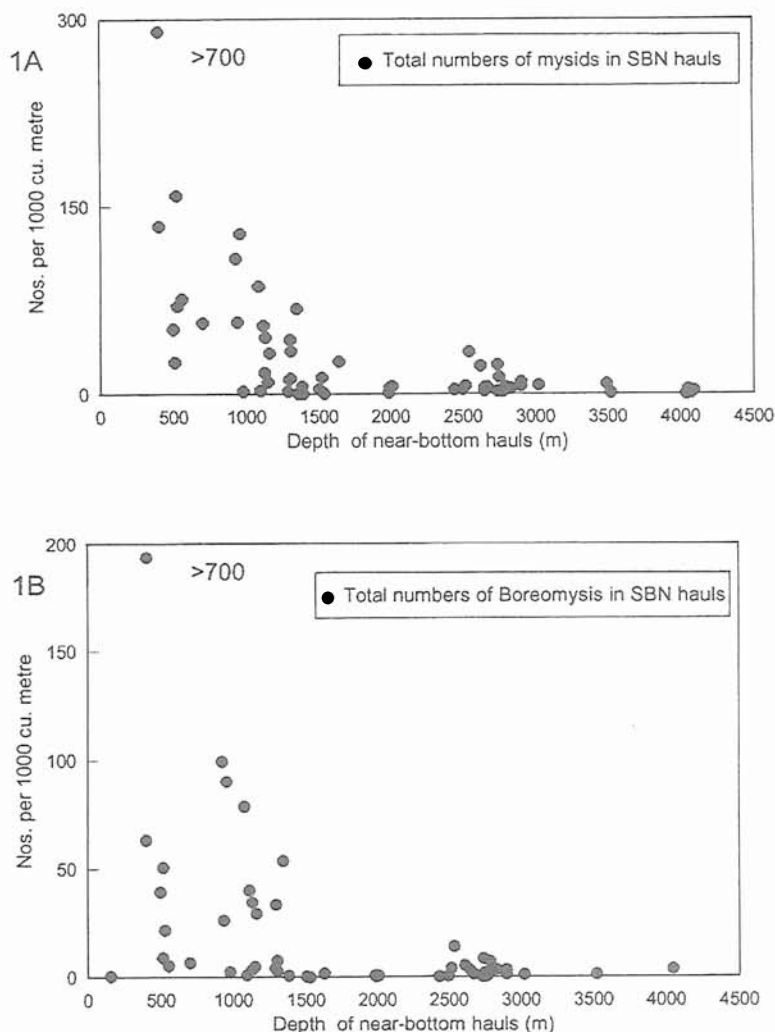 1A
300
>700
Total numbers of mysids in SBN hauls
150
0
Nos. per 1000 cu. metre
0 500 1000 1500 2000 2500 3000 3500 4000 4500
Depth of near-bottom hauls (m)
1B
200
>700
Total numbers of Boreomysis in SBN hauls
150
100
50
0
Nos. per 1000 cu. metre
0 500 1000 1500 2000 2500 3000 3500 4000 4500
Depth of near-bottom hauls (m)